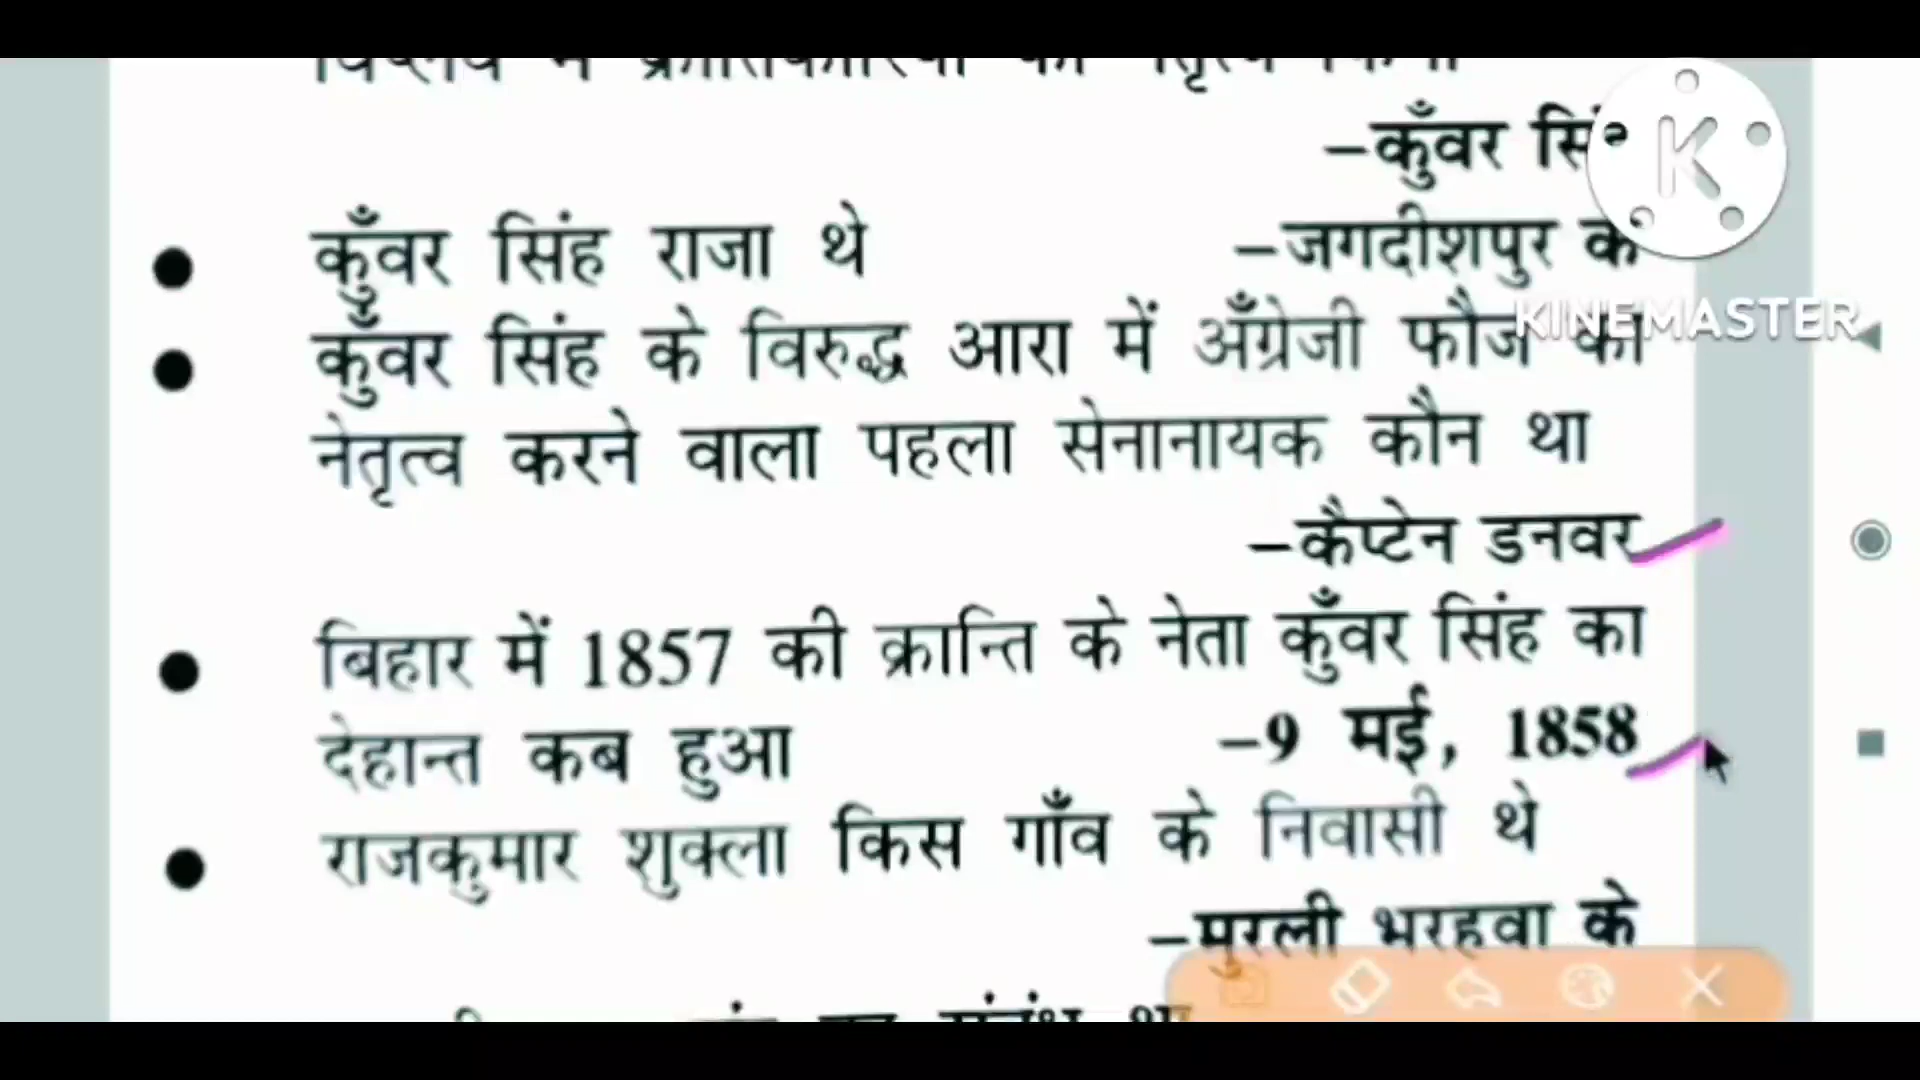 विप्लव में क्रांतिकारियों का नेतृत्व किया
–कुँवर सिंह
● कुँवर सिंह राजा थे –जगदीशपुर के
● कुँवर सिंह के विरुद्ध आरा में अँग्रेजी फौज का
नेतृत्व करने वाला पहला सेनानायक कौन था
–कैप्टेन डनवर
● बिहार में 1857 की क्रान्ति के नेता कुँवर सिंह का
देहान्त कब हुआ –9 मई, 1858
● राजकुमार शुक्ला किस गाँव के निवासी थे
–मुरली भरहवा के
K
KINEMASTER